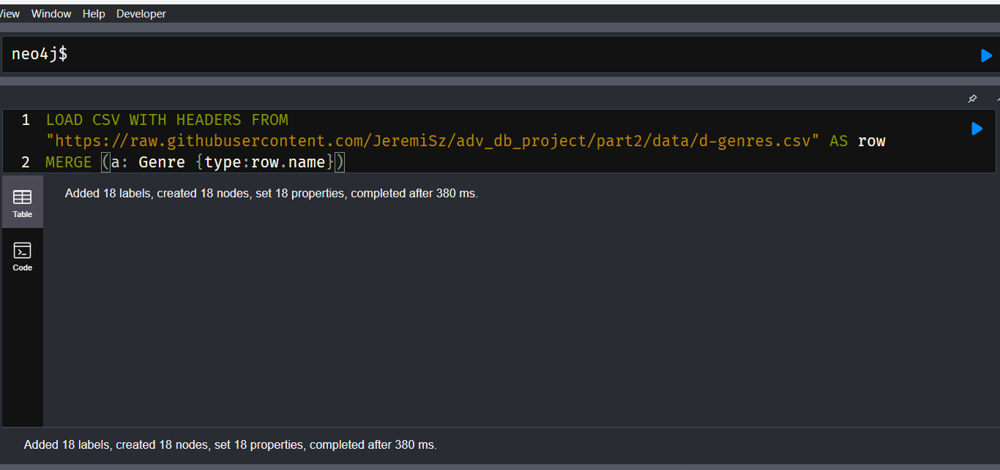 View Window Help Developer
neo4j$
1 LOAD CSV WITH HEADERS FROM
"https://raw.githubusercontent.com/JeremiSz/adv_db_project/part2/data/d-genres.csv" AS row
2 MERGE (a: Genre {type:row.name})
Added 18 labels, created 18 nodes, set 18 properties, completed after 380 ms.
Table
Code
Added 18 labels, created 18 nodes, set 18 properties, completed after 380 ms.